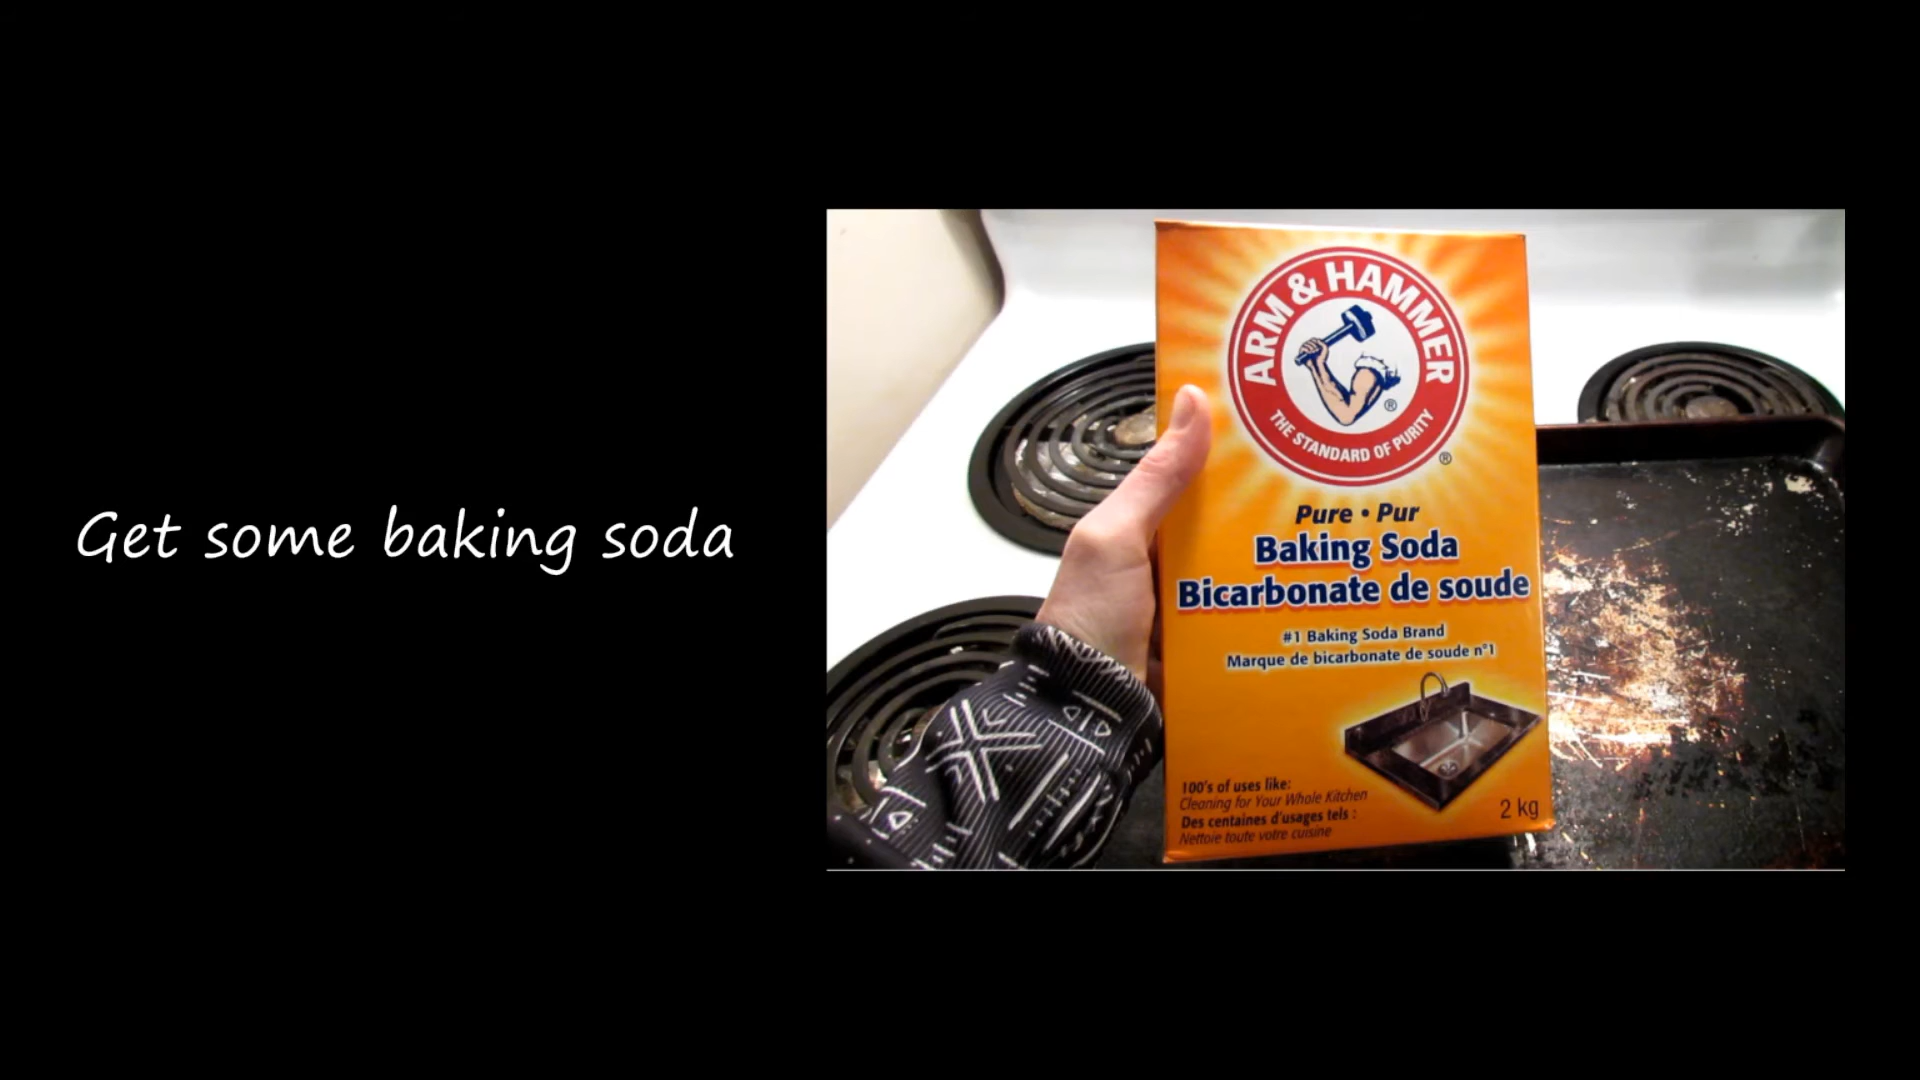 Get some baking soda
ARM & HAMMER
THE STANDARD OF PURITY
®
®
Pure • Pur
Baking Soda
Bicarbonate de soude
#1 Baking Soda Brand
Marque de bicarbonate de soude n°1
100's of uses like:
Cleaning for Your Whole Kitchen
Des centaines d'usages tels :
Nettoie toute votre cuisine
2 kg